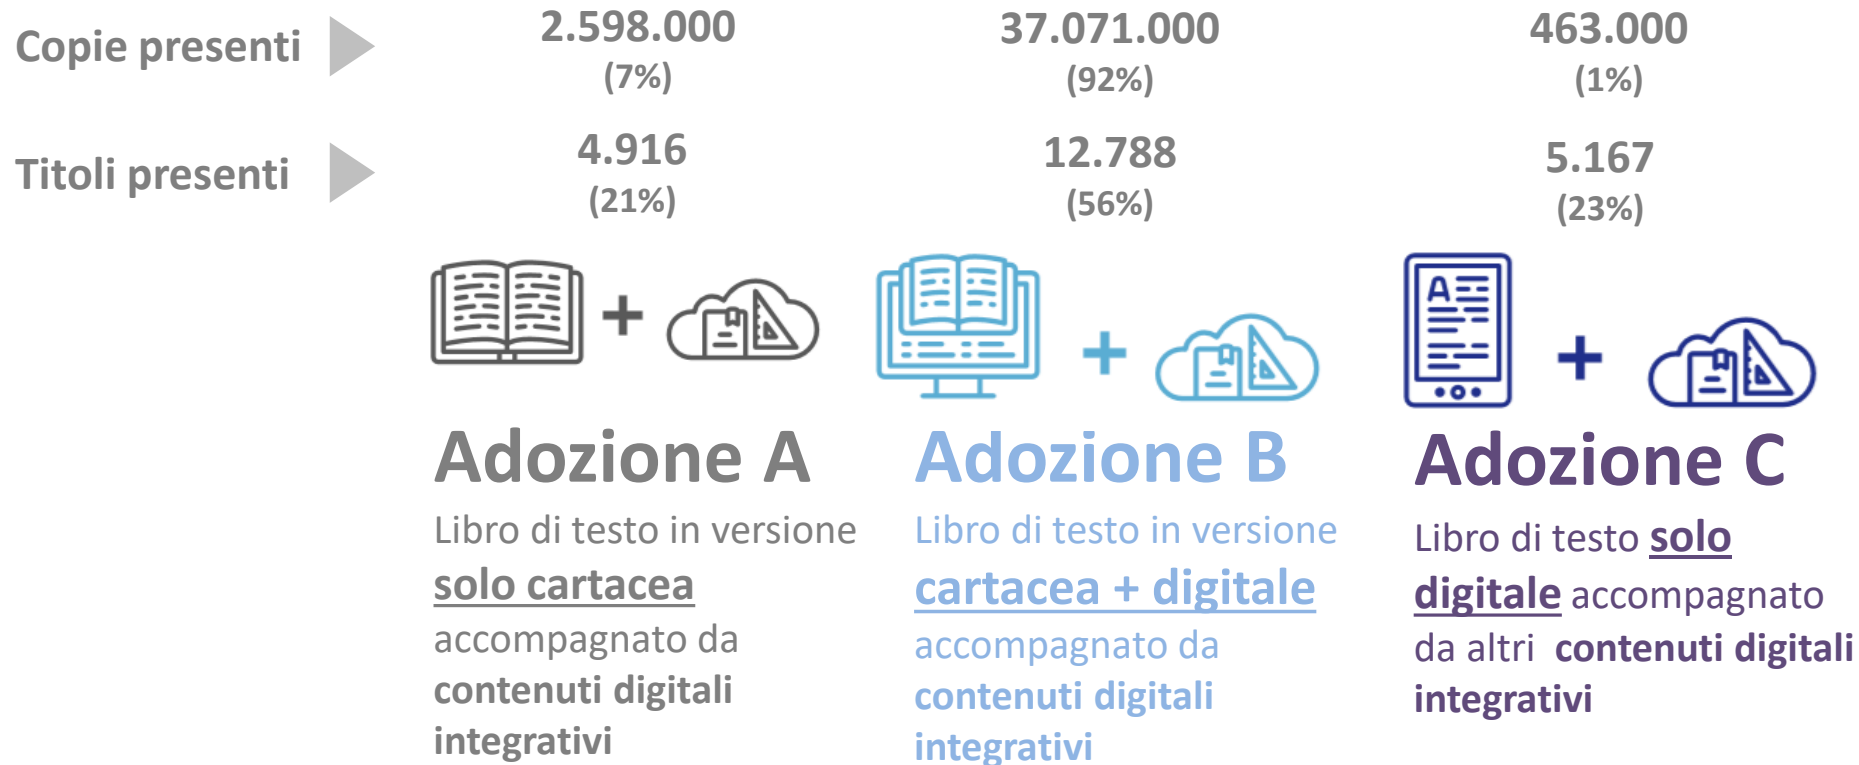 Copie presenti
2.598.000
(7%)
37.071.000
(92%)
463.000
(1%)
Titoli presenti
4.916
(21%)
12.788
(56%)
5.167
(23%)
A
Adozione A
Libro di testo in versione
solo cartacea
accompagnato da
contenuti digitali
integrativi
Adozione B
Libro di testo in versione
cartacea + digitale
accompagnato da
contenuti digitali
integrativi
Adozione C
Libro di testo solo
digitale accompagnato
da altri contenuti digitali
integrativi